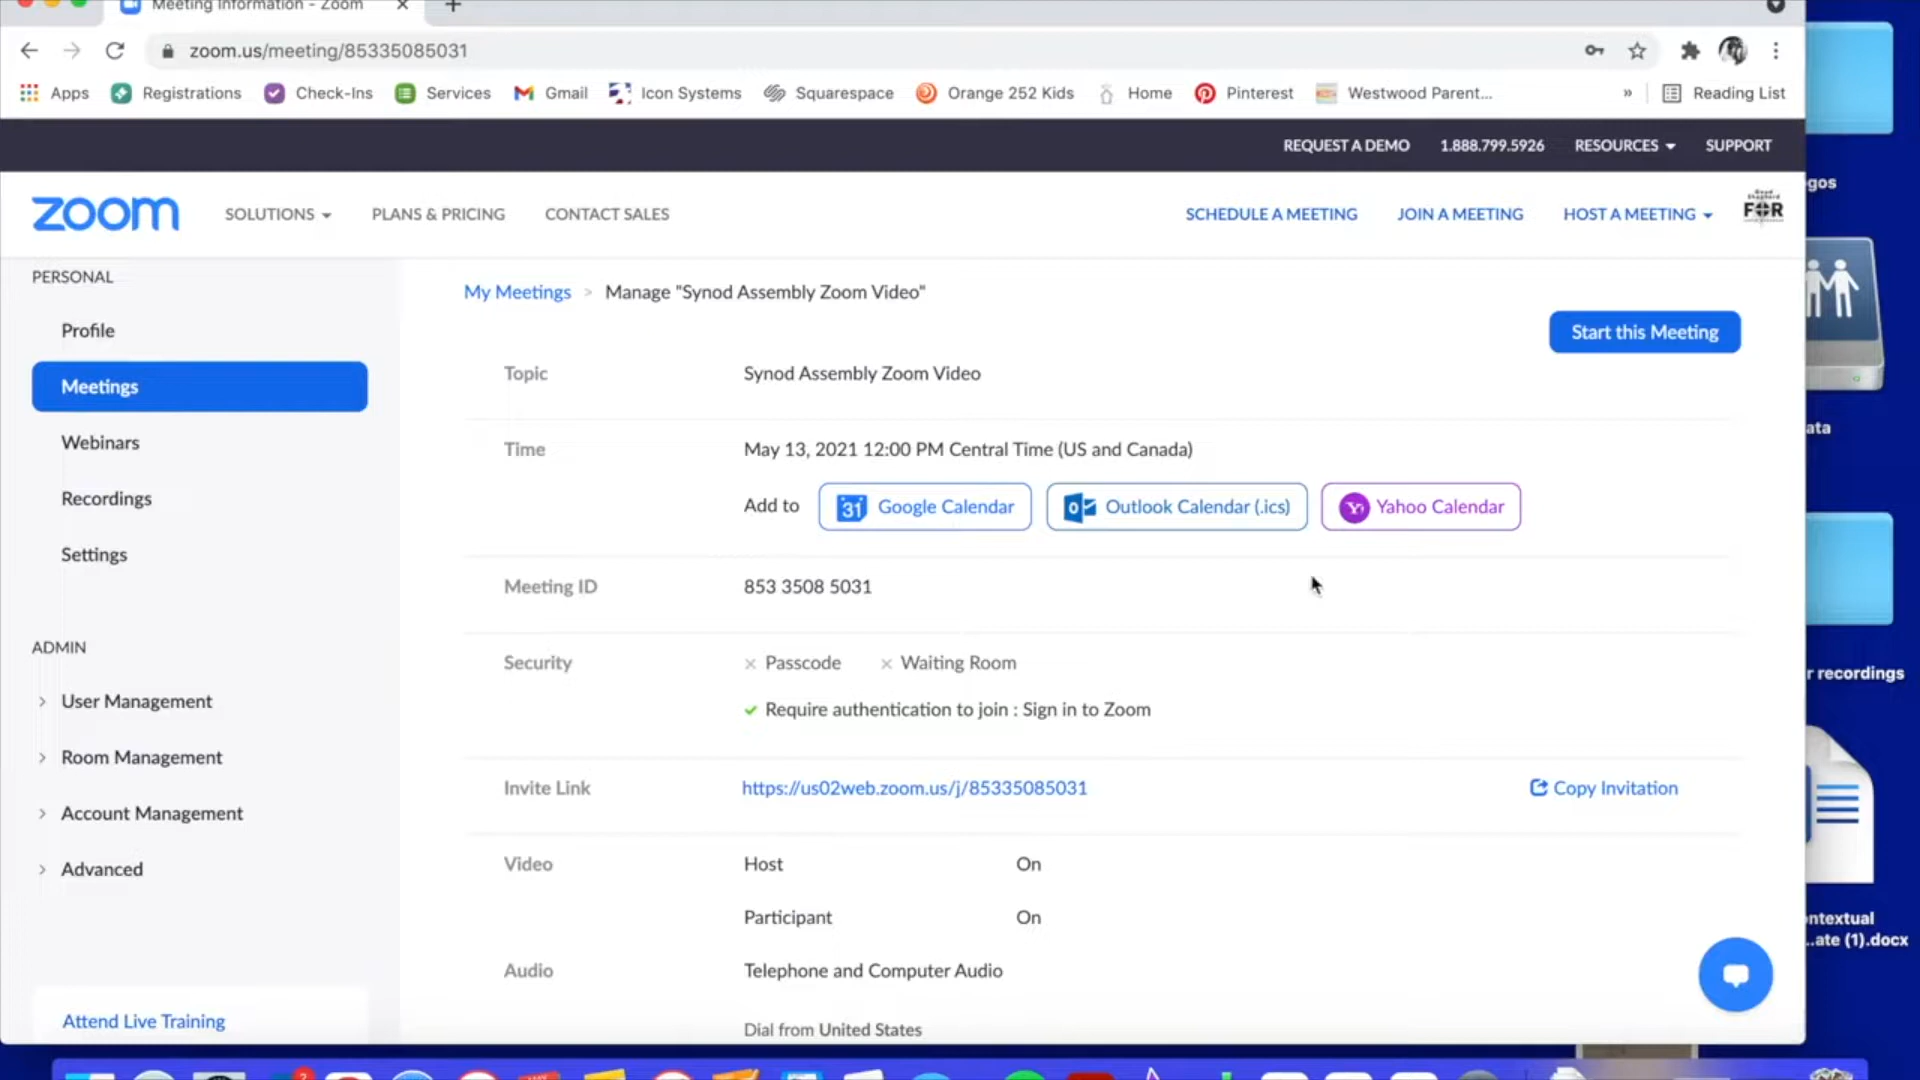 Meeting Information - Zoom
zoom.us/meeting/85335085031
Apps Registrations Check-Ins Services Gmail Icon Systems Squarespace Orange 252 Kids Home Pinterest Westwood Parent... » Reading List
REQUEST A DEMO 1.888.799.5926 RESOURCES SUPPORT
zoom SOLUTIONS PLANS & PRICING CONTACT SALES SCHEDULE A MEETING JOIN A MEETING HOST A MEETING
Good
Shepherd
FOR
PERSONAL
Profile
Meetings
Webinars
Recordings
Settings
ADMIN
User Management
Room Management
Account Management
Advanced
Attend Live Training
My Meetings > Manage "Synod Assembly Zoom Video"
Start this Meeting
Topic Synod Assembly Zoom Video
Time May 13, 2021 12:00 PM Central Time (US and Canada)
Add to 31 Google Calendar Outlook Calendar (.ics) Yahoo Calendar
Meeting ID 853 3508 5031
Security × Passcode × Waiting Room
Require authentication to join : Sign in to Zoom
Invite Link https://us02web.zoom.us/j/85335085031 Copy Invitation
Video Host On
Participant On
Audio Telephone and Computer Audio
Dial from United States
gos
ata
r recordings
ntextual
...ate (1).docx
2